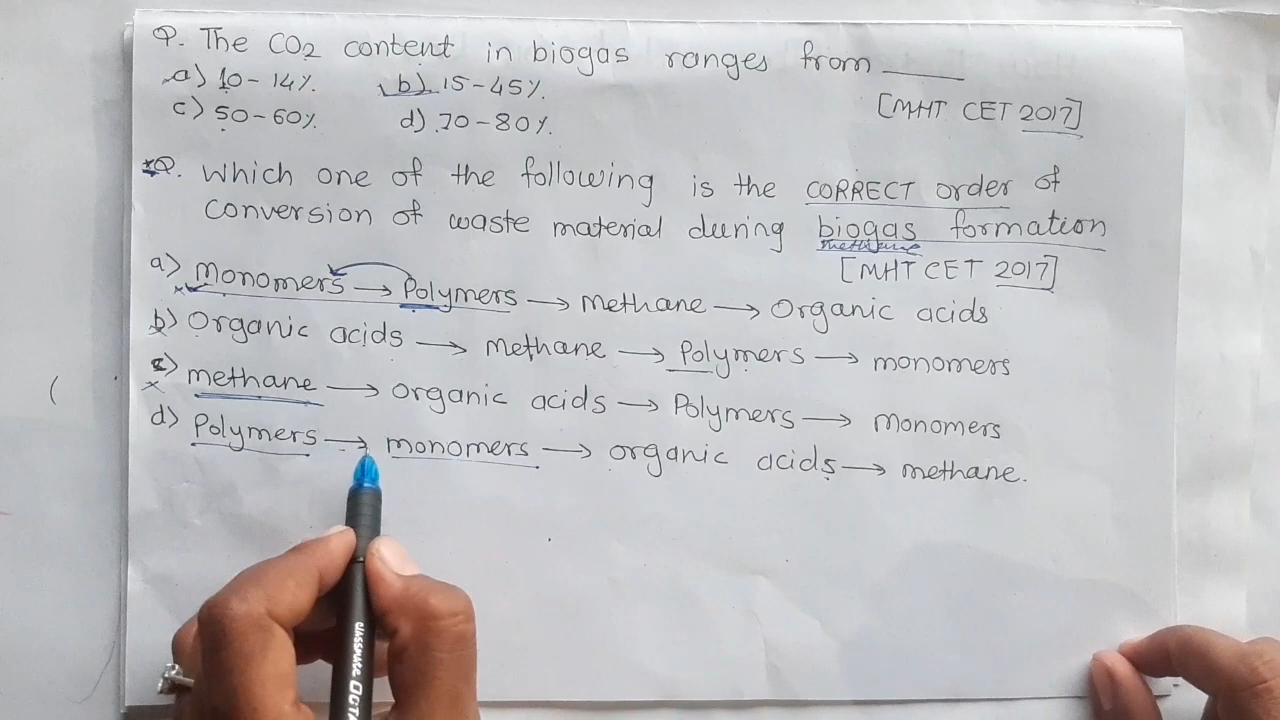 Q. The CO2 content in biogas ranges from ____
a) 10-14%. b) 15-45%.
c) 50-60%. d) 70-80%.
[MHT CET 2017]
*Q. Which one of the following is the CORRECT order of
conversion of waste material during biogas formation
methane
[MHT CET 2017]
a) Monomers → Polymers → Methane → Organic acids
b) Organic acids → Methane → Polymers → monomers
c) methane → organic acids → Polymers → Monomers
d) Polymers → monomers → organic acids → methane.
classmate OCTA